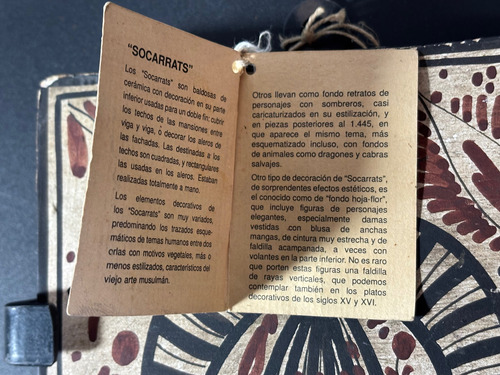 "SOCARRATS"
Los "Socarrats" son baldosas de
cerámica con decoración en su parte
inferior usadas para un doble fin: cubrir
los techos de las mansiones entre
viga y viga, o decorar los aleros de
las fachadas. Las destinadas a los
techos son cuadradas, y rectangulares
las usadas en los aleros. Estaban
realizadas totalmente a mano.
Los elementos decorativos de
los "Socarrats" son muy variados,
predominando los trazados esque-
máticos de temas humanos entre dos
orlas con motivos vegetales, más o
menos estilizados, característicos del
viejo arte musulmán.
Otros llevan como fondo retratos de
personajes con sombreros, casi
caricaturizados en su estilización, y
en piezas posteriores al 1.445, en
que aparece el mismo tema, más
esquematizado incluso, con fondos
de animales como dragones y cabras
salvajes.
Otro tipo de decoración de "Socarrats",
de sorprendentes efectos estéticos, es
el conocido como de "fondo hoja-flor",
que incluye figuras de personajes
elegantes, especialmente damas
vestidas con blusa de anchas
mangas, de cintura muy estrecha y de
faldilla acampanada, a veces con
volantes en la parte inferior. No es raro
que porten estas figuras una faldilla
de rayas verticales, que podemos
contemplar también en los platos
decorativos de los siglos XV y XVI.